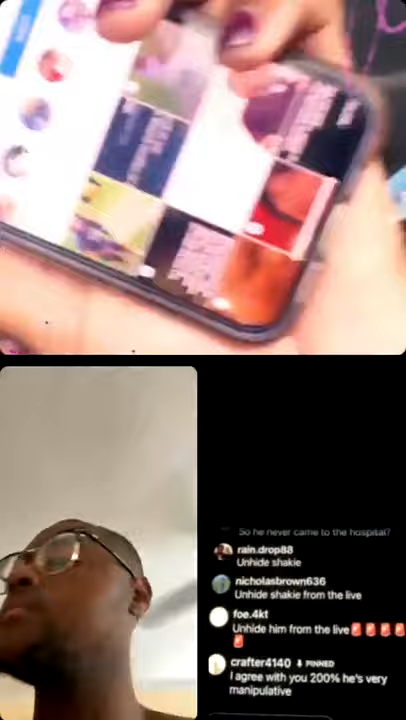 So he never came to the hospital?
rain.drop88
Unhide shakie
nicholasbrown636
Unhide shakie from the live
foe.4kt
Unhide him from the live🚨🚨🚨🚨
🚨
crafter4140 📌 PINNED
I agree with you 200% he's very
manipulative